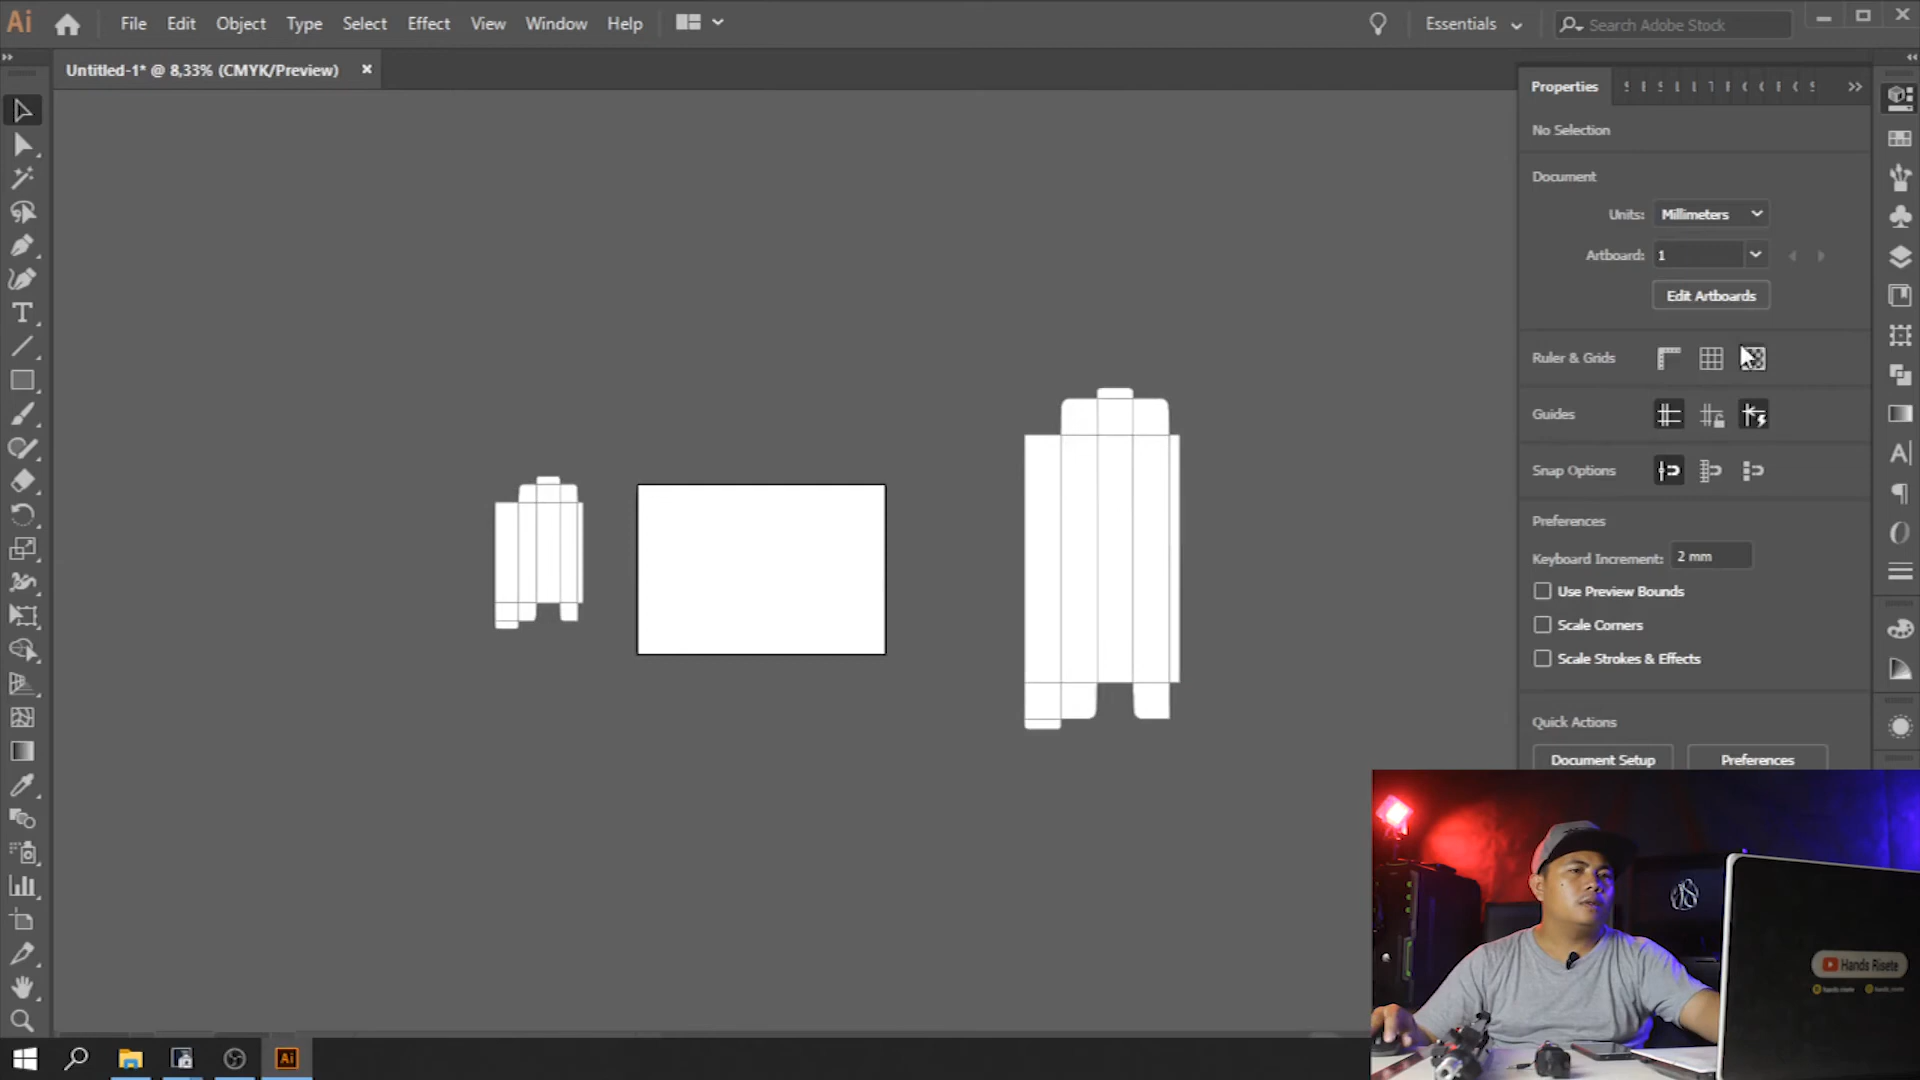 Ai File Edit Object Type Select Effect View Window Help Essentials Search Adobe Stock
Untitled-1* @ 8,33% (CMYK/Preview)
Properties
No Selection
Document
Units: Millimeters
Artboard: 1
Edit Artboards
Ruler & Grids
Guides
Snap Options
Preferences
Keyboard Increment: 2 mm
Use Preview Bounds
Scale Corners
Scale Strokes & Effects
Quick Actions
Document Setup Preferences
Hands Risete
Ai